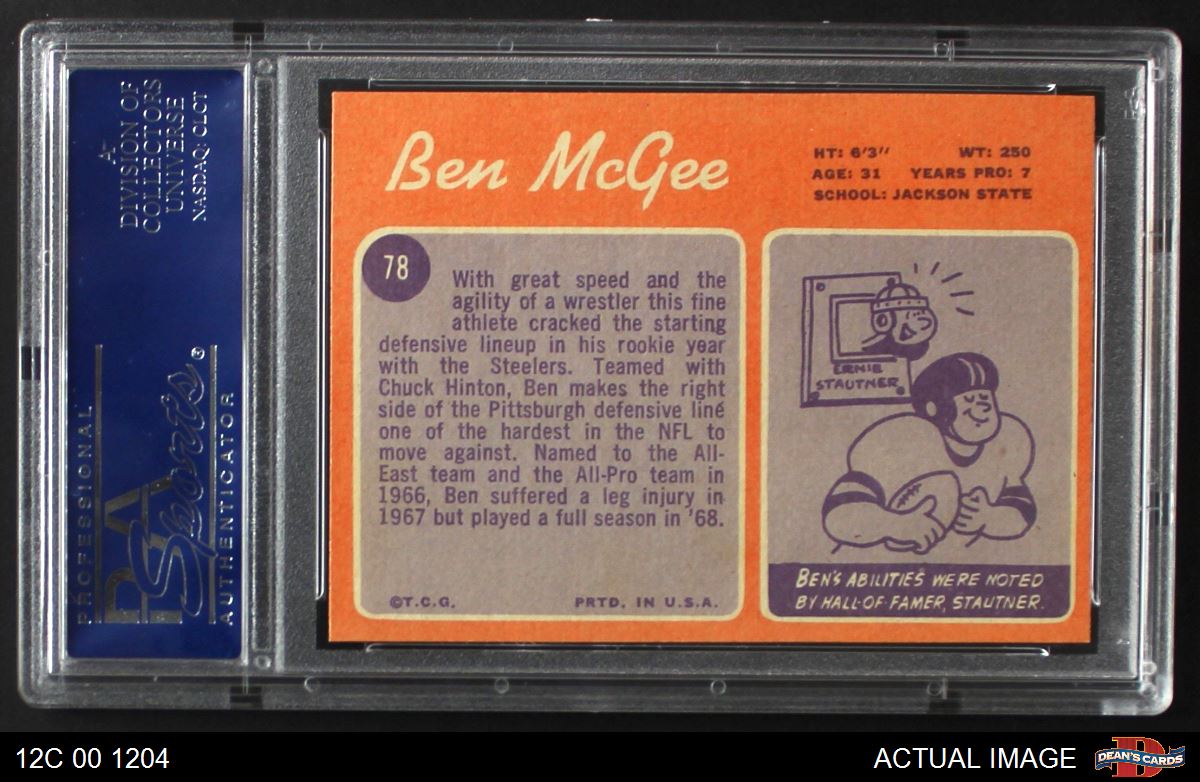 A
DIVISION OF
COLLECTORS
UNIVERSE
NASDAQ: CLCT
PROFESSIONAL
PSA
Sports®
AUTHENTICATOR
Ben McGee
HT: 6'3" WT: 250
AGE: 31 YEARS PRO: 7
SCHOOL: JACKSON STATE
78
With great speed and the
agility of a wrestler this fine
athlete cracked the starting
defensive lineup in his rookie year
with the Steelers. Teamed with
Chuck Hinton, Ben makes the right
side of the Pittsburgh defensive line
one of the hardest in the NFL to
move against. Named to the All-
East team and the All-Pro team in
1966, Ben suffered a leg injury in
1967 but played a full season in '68.
©T.C.G. PRTD. IN U.S.A.
ERNIE
STAUTNER
BEN'S ABILITIES WERE NOTED
BY HALL-OF-FAMER, STAUTNER.
12C 00 1204
ACTUAL IMAGE
D
DEAN'S CARDS